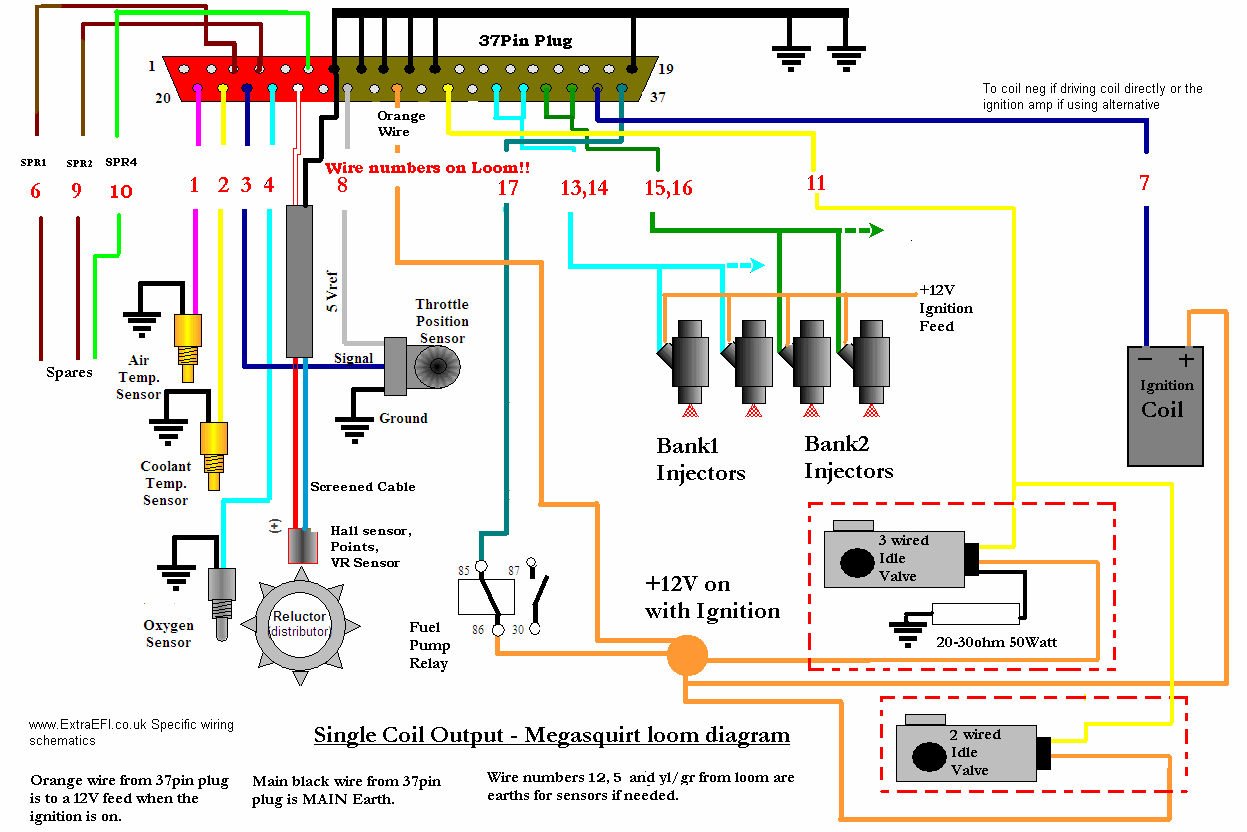 37Pin Plug
1
19
20
37
To coil neg if driving coil directly or the
ignition amp if using alternative
Orange
Wire
SPR1
SPR2
SPR4
Wire numbers on Loom!!
6
9
10
1
2
3
4
8
17
13,14
15,16
11
7
5 Vref
Throttle
Position
Sensor
Signal
Ground
+12V
Ignition
Feed
Air
Temp.
Sensor
Spares
− +
Ignition
Coil
Bank1
Injectors
Bank2
Injectors
Coolant
Temp.
Sensor
Screened Cable
(+)
Hall sensor,
Points,
VR Sensor
3 wired
Idle
Valve
85
87
86
30
+12V on
with Ignition
Reluctor
(distributor)
Oxygen
Sensor
Fuel
Pump
Relay
20-30ohm 50Watt
www.ExtraEFI.co.uk Specific wiring
schematics
Single Coil Output - Megasquirt loom diagram
2 wired
Idle
Valve
Orange wire from 37pin plug
is to a 12V feed when the
ignition is on.
Main black wire from 37pin
plug is MAIN Earth.
Wire numbers 12, 5 and yl/gr from loom are
earths for sensors if needed.